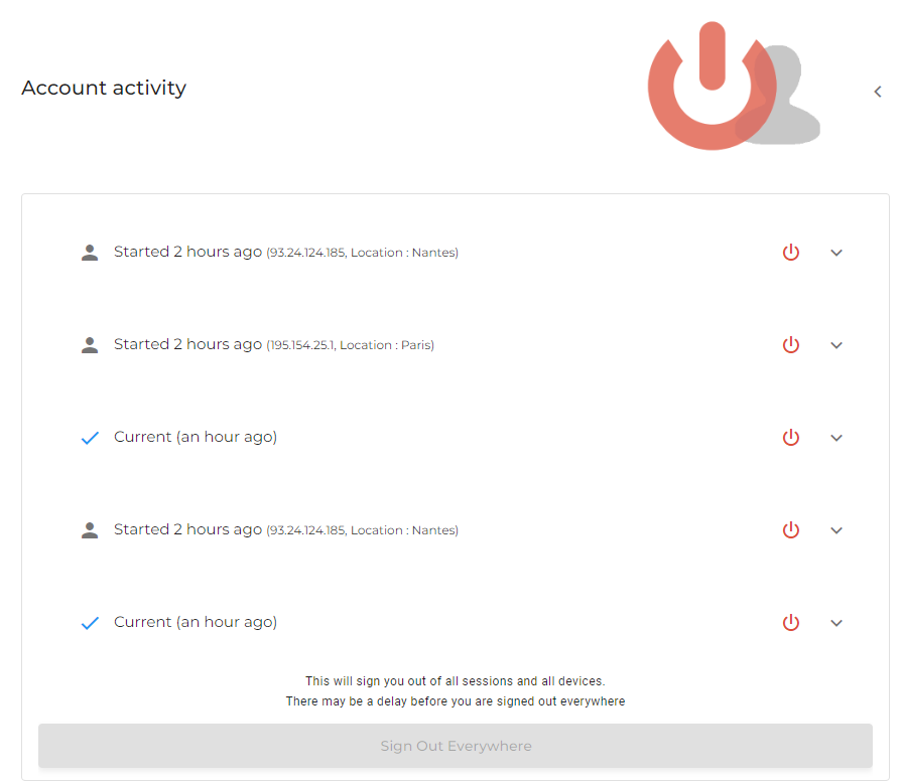 Account activity
Started 2 hours ago (93.24.124.185, Location : Nantes)
Started 2 hours ago (195.154.25.1, Location : Paris)
Current (an hour ago)
Started 2 hours ago (93.24.124.185, Location : Nantes)
Current (an hour ago)
This will sign you out of all sessions and all devices.
There may be a delay before you are signed out everywhere
Sign Out Everywhere